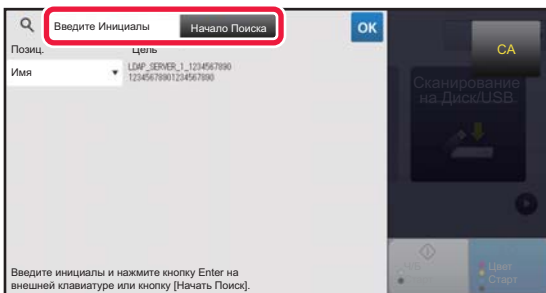 Введите Инициалы
Начало Поиска
OK
CA
Позиц.
Цель
Имя
LDAP_SERVER_1_1234567890
12345678901234567890
Сканирование
на Диск/USB.
Ч/Б
Старт
Цвет
Старт
Введите инициалы и нажмите кнопку Enter на
внешней клавиатуре или кнопку [Начать Поиск].